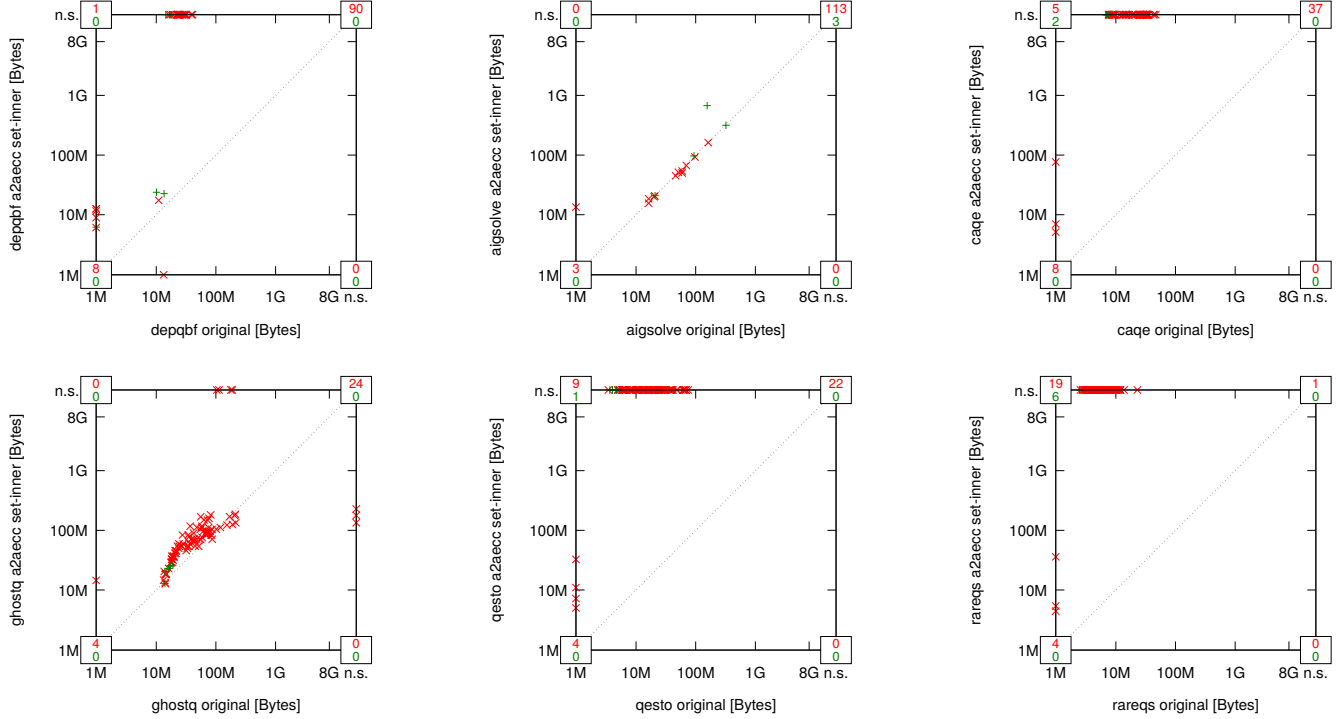 n.s.
1
0
90
0
8G
1G
100M
10M
1M
8
0
0
0
1M
10M
100M
1G
8G n.s.
depqbf a2aecc set-inner [Bytes]
depqbf original [Bytes]
n.s.
0
0
113
3
8G
1G
100M
10M
1M
3
0
0
0
1M
10M
100M
1G
8G n.s.
aigsolve a2aecc set-inner [Bytes]
aigsolve original [Bytes]
n.s.
5
2
37
0
8G
1G
100M
10M
1M
8
0
0
0
1M
10M
100M
1G
8G n.s.
caqe a2aecc set-inner [Bytes]
caqe original [Bytes]
n.s.
0
0
24
0
8G
1G
100M
10M
1M
4
0
0
0
1M
10M
100M
1G
8G n.s.
ghostq a2aecc set-inner [Bytes]
ghostq original [Bytes]
n.s.
9
1
22
0
8G
1G
100M
10M
1M
4
0
0
0
1M
10M
100M
1G
8G n.s.
qesto a2aecc set-inner [Bytes]
qesto original [Bytes]
n.s.
19
6
1
0
8G
1G
100M
10M
1M
4
0
0
0
1M
10M
100M
1G
8G n.s.
rareqs a2aecc set-inner [Bytes]
rareqs original [Bytes]